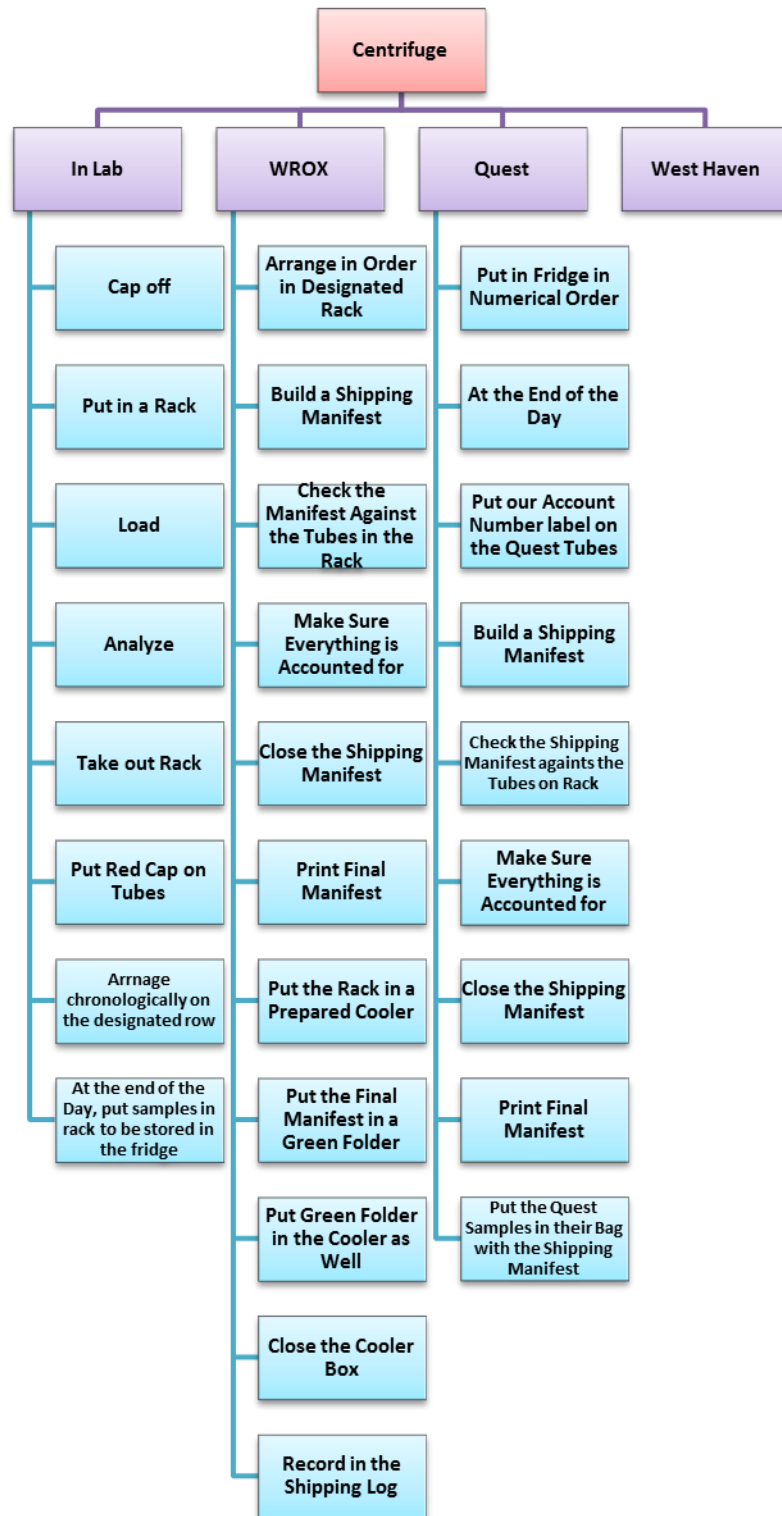 Centrifuge
In Lab
WROX
Quest
West Haven
Cap off
Put in a Rack
Load
Analyze
Take out Rack
Put Red Cap on
Tubes
Arrnage
chronologically on
the designated row
At the end of the
Day, put samples in
rack to be stored in
the fridge
Arrange in Order
in Designated
Rack
Build a Shipping
Manifest
Check the
Manifest Against
the Tubes in the
Rack
Make Sure
Everything is
Accounted for
Close the Shipping
Manifest
Print Final
Manifest
Put the Rack in a
Prepared Cooler
Put the Final
Manifest in a
Green Folder
Put Green Folder
in the Cooler as
Well
Close the Cooler
Box
Record in the
Shipping Log
Put in Fridge in
Numerical Order
At the End of the
Day
Put our Account
Number label on
the Quest Tubes
Build a Shipping
Manifest
Check the Shipping
Manifest againts the
Tubes on Rack
Make Sure
Everything is
Accounted for
Close the Shipping
Manifest
Print Final
Manifest
Put the Quest
Samples in their Bag
with the Shipping
Manifest